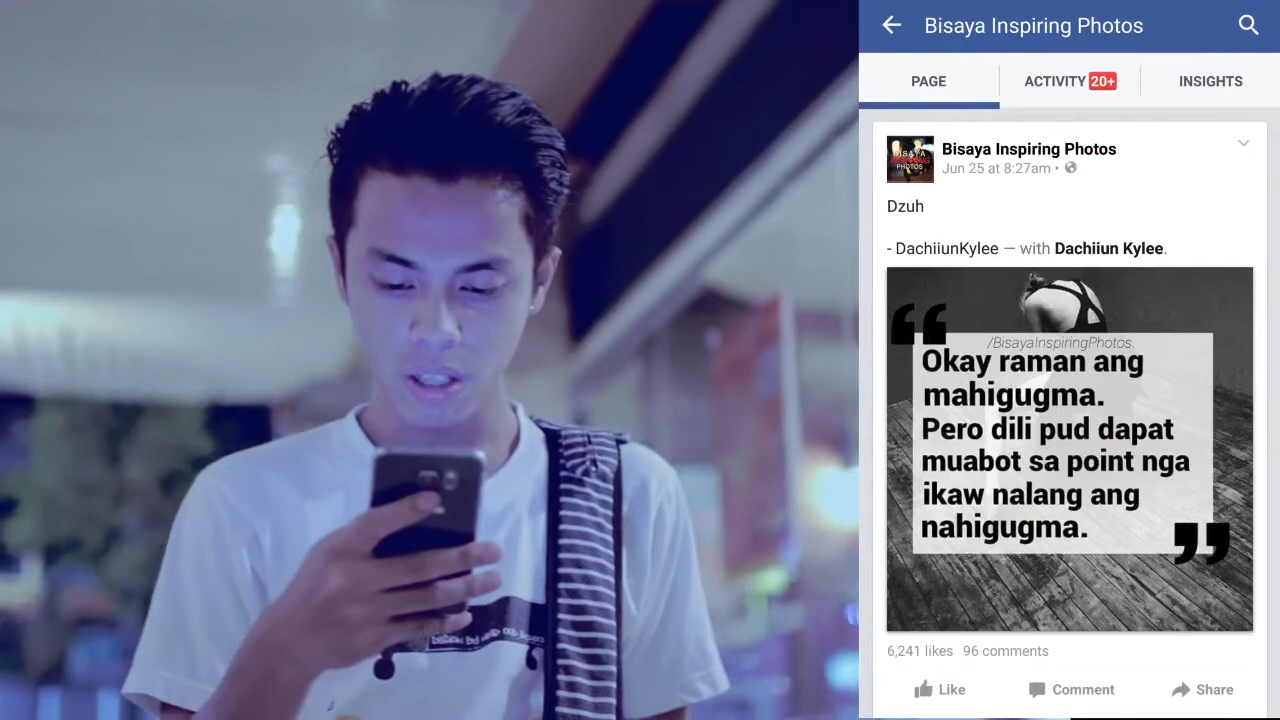 Bisaya Inspiring Photos
PAGE
ACTIVITY 20+
INSIGHTS
Bisaya Inspiring Photos
Jun 25 at 8:27am •
Dzuh
- DachiiunKylee — with Dachiiun Kylee.
“
/BisayaInspiringPhotos.
Okay raman ang
mahigugma.
Pero dili pud dapat
muabot sa point nga
ikaw nalang ang
nahigugma.
”
6,241 likes 96 comments
Like
Comment
Share